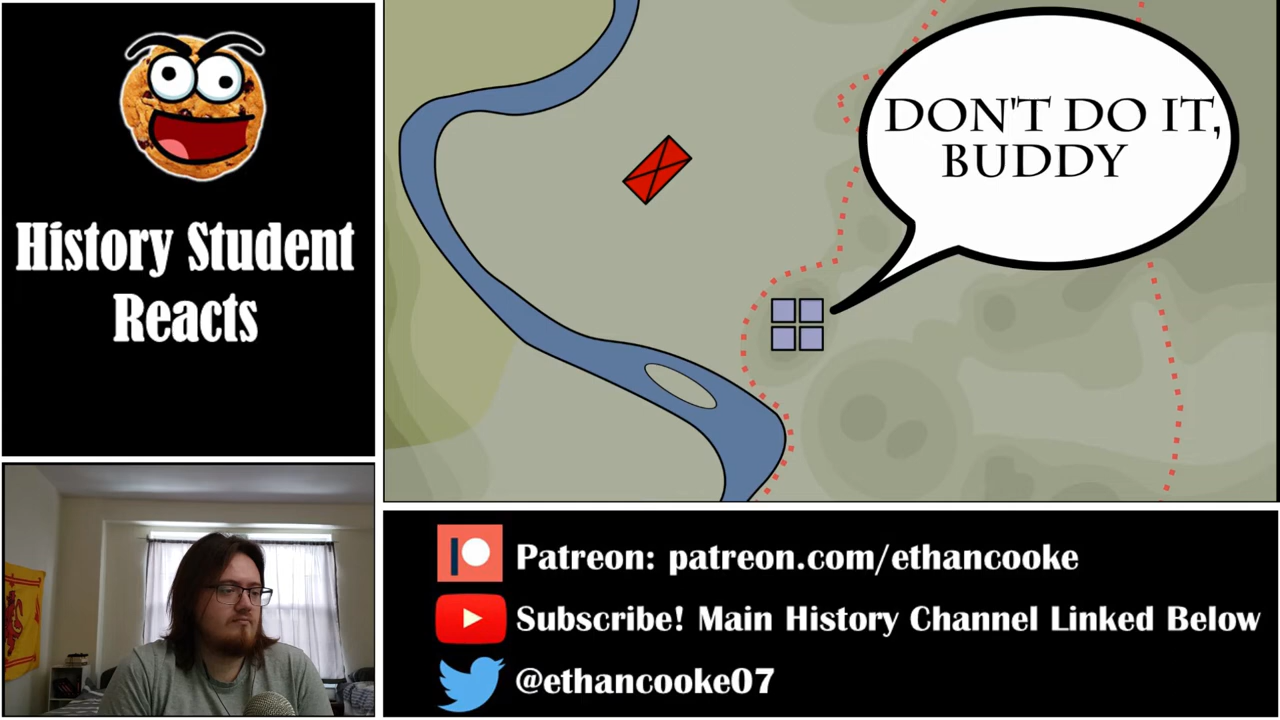 History Student
Reacts
DON'T DO IT,
BUDDY
Patreon: patreon.com/ethancooke
Subscribe! Main History Channel Linked Below
@ethancooke07